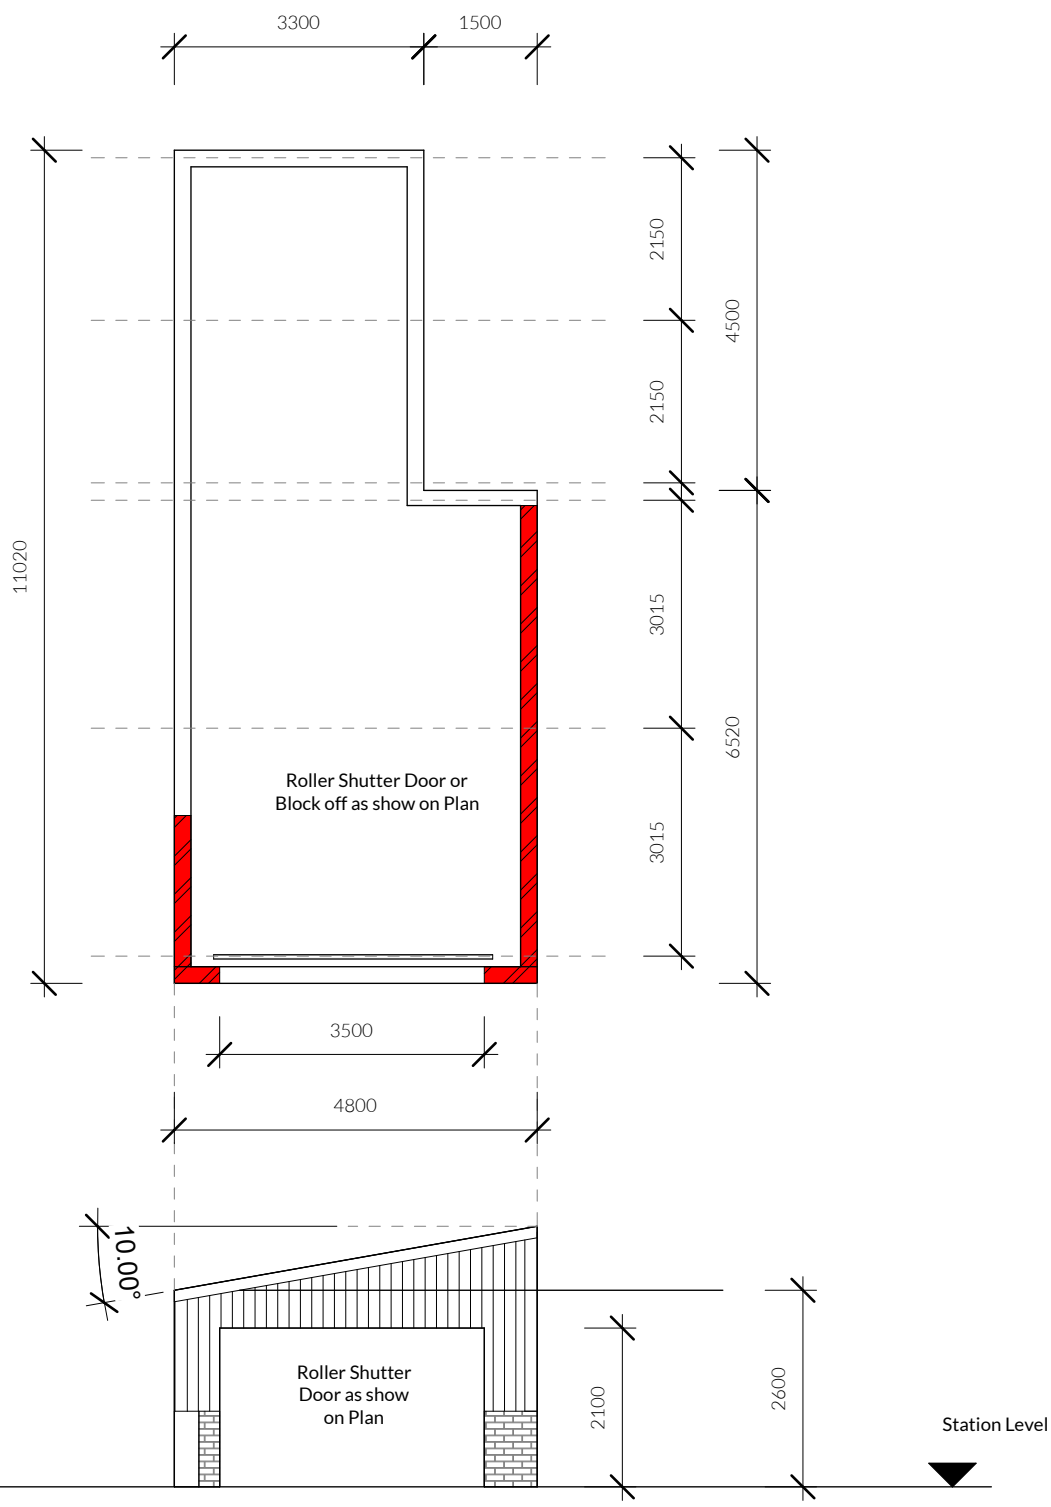 3300
1500
2150
4500
2150
11020
3015
6520
Roller Shutter Door or
Block off as show on Plan
3015
3500
4800
10.00°
Roller Shutter
Door as show
on Plan
2100
2600
Station Level